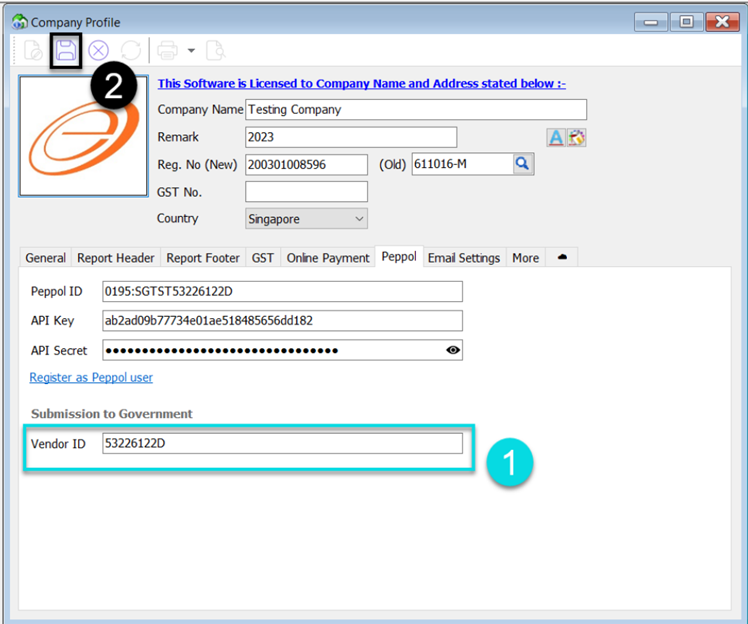 Company Profile
2
This Software is Licensed to Company Name and Address stated below :-
Company Name Testing Company
Remark 2023
Reg. No (New) 200301008596 (Old) 611016-M
GST No.
Country Singapore
General Report Header Report Footer GST Online Payment Peppol Email Settings More
Peppol ID 0195:SGTST53226122D
API Key ab2ad09b77734e01ae518485656dd182
API Secret ●●●●●●●●●●●●●●●●●●●●●●●●●●●●●●●●
Register as Peppol user
Submission to Government
Vendor ID 53226122D
1